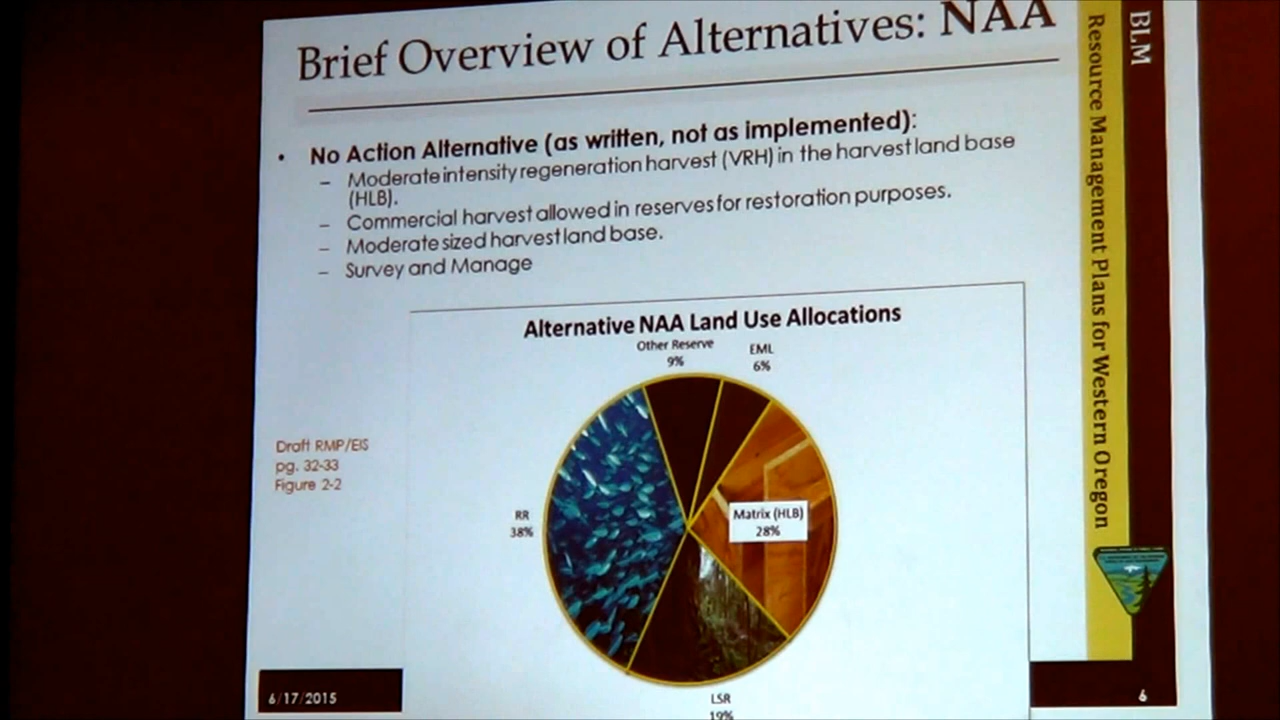 Brief Overview of Alternatives: NAA
• No Action Alternative (as written, not as implemented):
– Moderate intensity regeneration harvest (VRH) in the harvest land base
(HLB).
– Commercial harvest allowed in reserves for restoration purposes.
– Moderate sized harvest land base.
– Survey and Manage
Alternative NAA Land Use Allocations
Other Reserve
9%
EML
6%
Matrix (HLB)
28%
LSR
19%
RR
38%
Draft RMP/EIS
pg. 32-33
Figure 2-2
6/17/2015
6
BLM
Resource Management Plans for Western Oregon